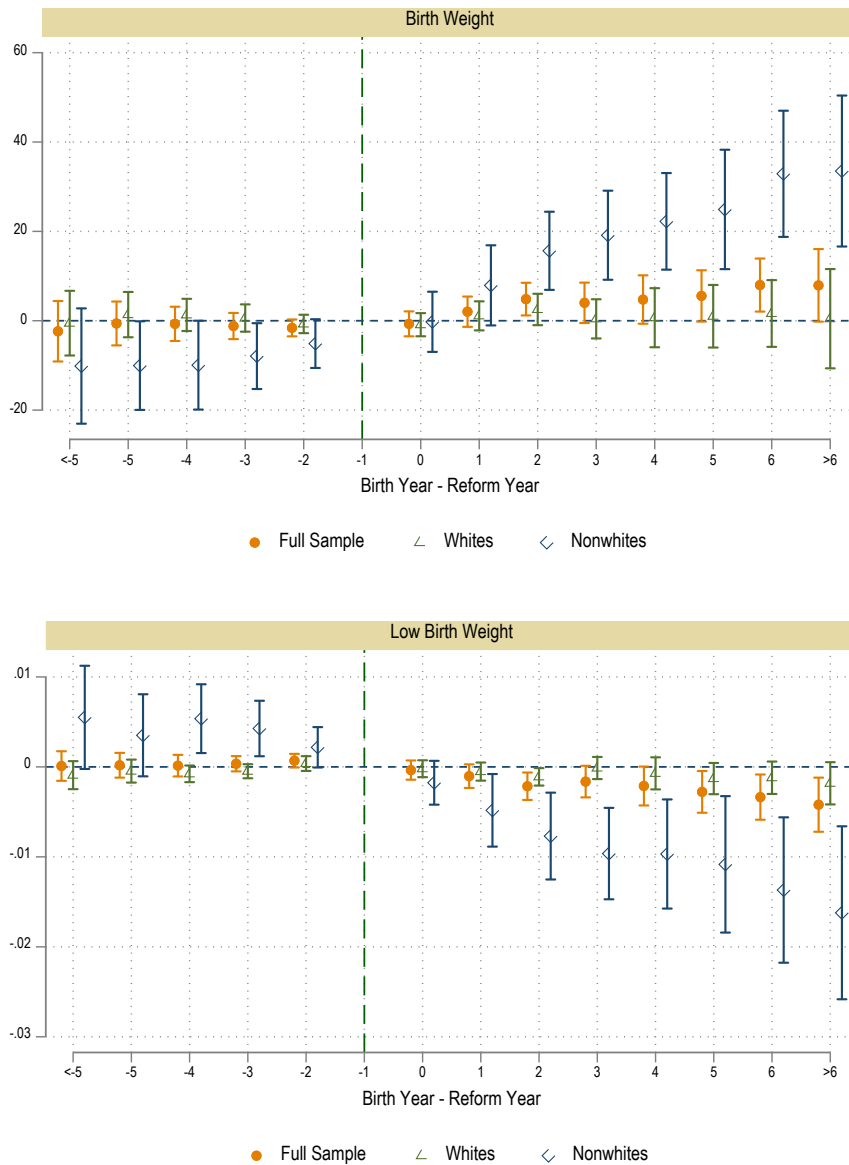 Birth Weight
60
40
20
0
-20
<-5 -5 -4 -3 -2 -1 0 1 2 3 4 5 6 >6
Birth Year - Reform Year
Full Sample Whites Nonwhites
Low Birth Weight
.01
0
-.01
-.02
-.03
<-5 -5 -4 -3 -2 -1 0 1 2 3 4 5 6 >6
Birth Year - Reform Year
Full Sample Whites Nonwhites